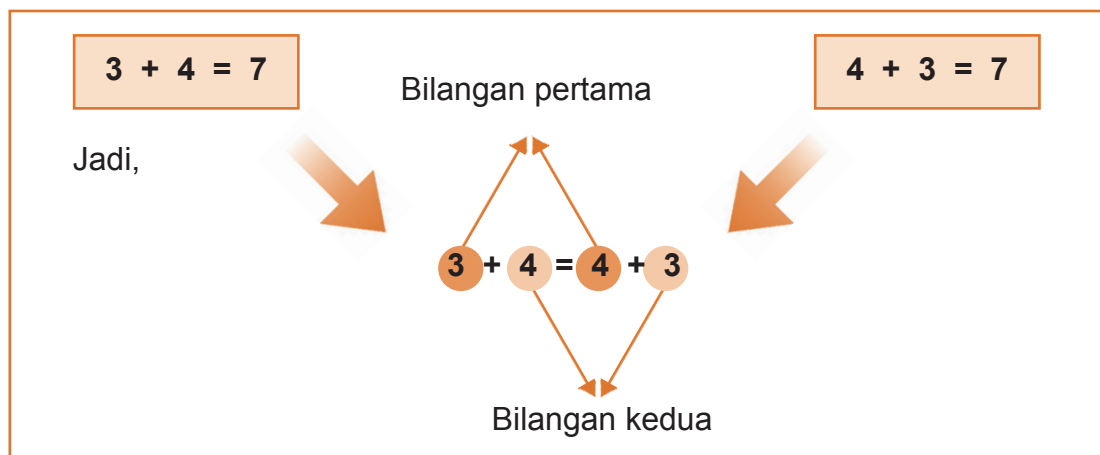 3 + 4 = 7
4 + 3 = 7
Bilangan pertama
Jadi,
3 + 4 = 4 + 3
Bilangan kedua